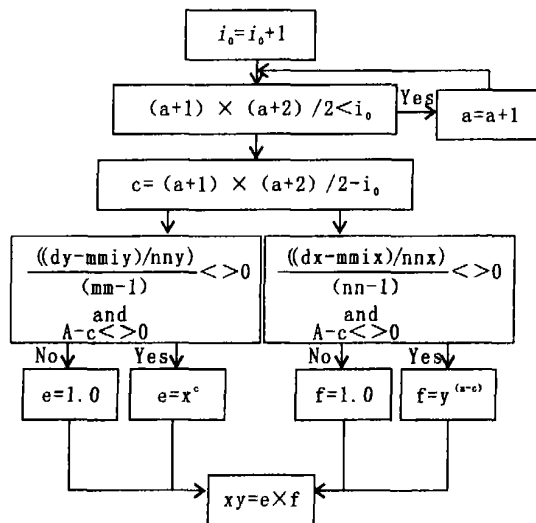 i₀=i₀+1
(a+1) × (a+2) /2<i₀
Yes
a=a+1
c= (a+1) × (a+2) /2-i₀
((dy-mmiy)/nny)/(mm-1) <>0
and
A-c<>0
((dx-mmix)/nnx)/(nn-1) <>0
and
A-c<>0
No
Yes
No
Yes
e=1.0
e=xᶜ
f=1.0
f=y⁽ᵃ⁻ᶜ⁾
xy=e×f